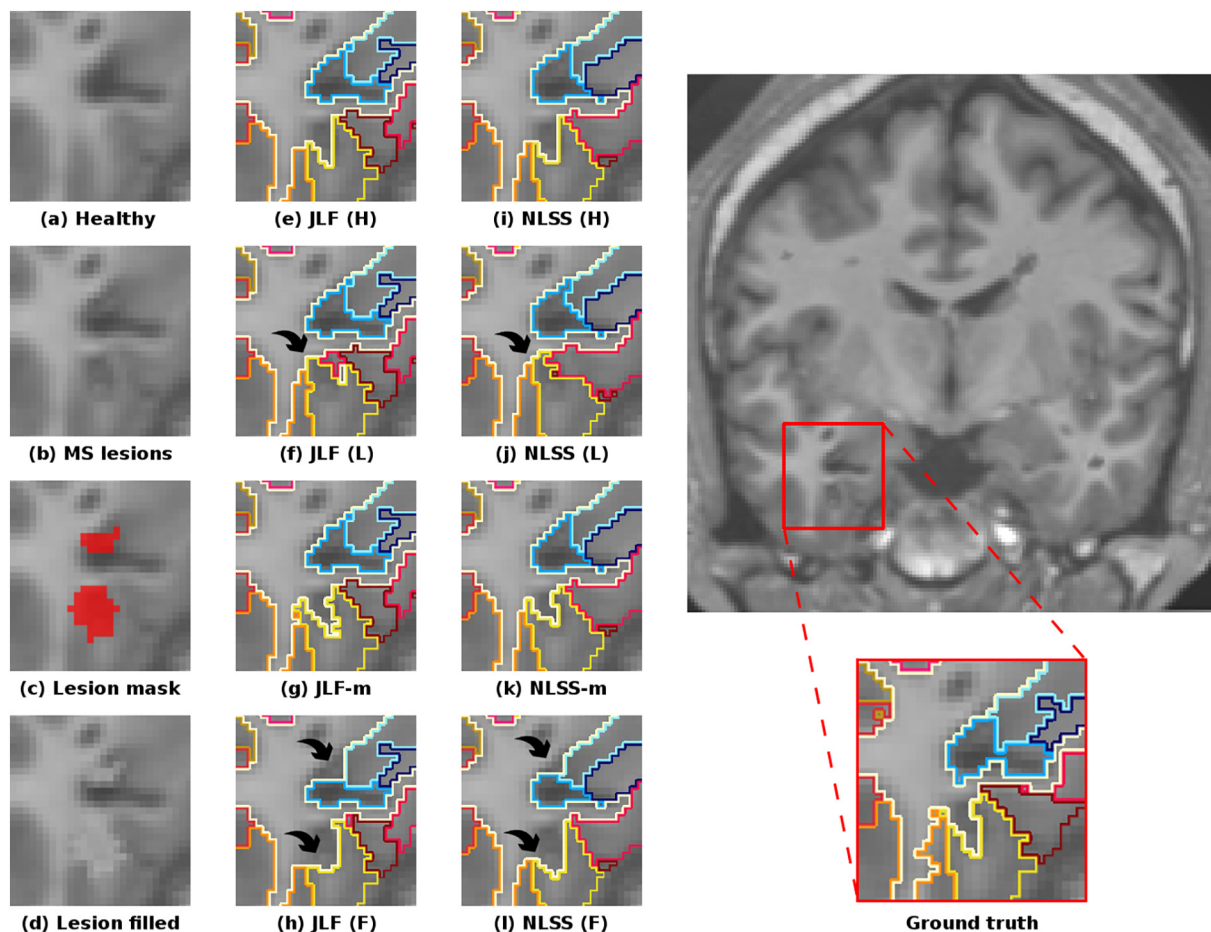 (a) Healthy
(e) JLF (H)
(i) NLSS (H)
(b) MS lesions
(f) JLF (L)
(j) NLSS (L)
(c) Lesion mask
(g) JLF-m
(k) NLSS-m
(d) Lesion filled
(h) JLF (F)
(l) NLSS (F)
Ground truth